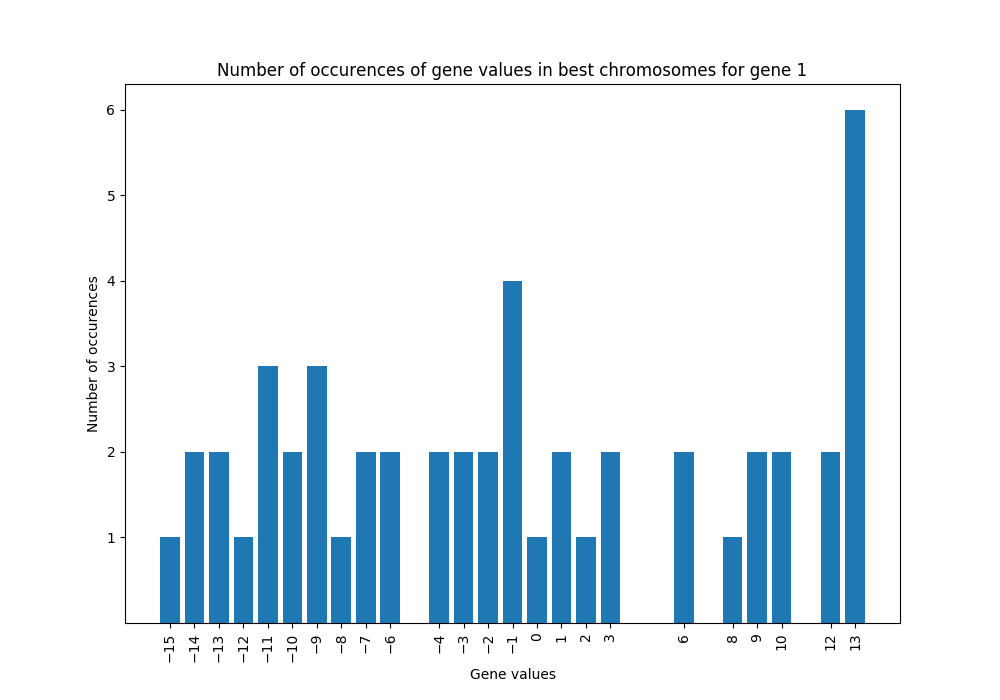 Number of occurences of gene values in best chromosomes for gene 1
6
5
4
3
2
1
Number of occurences
−15 −14 −13 −12 −11 −10 −9 −8 −7 −6 −4 −3 −2 −1 0 1 2 3 6 8 9 10 12 13
Gene values